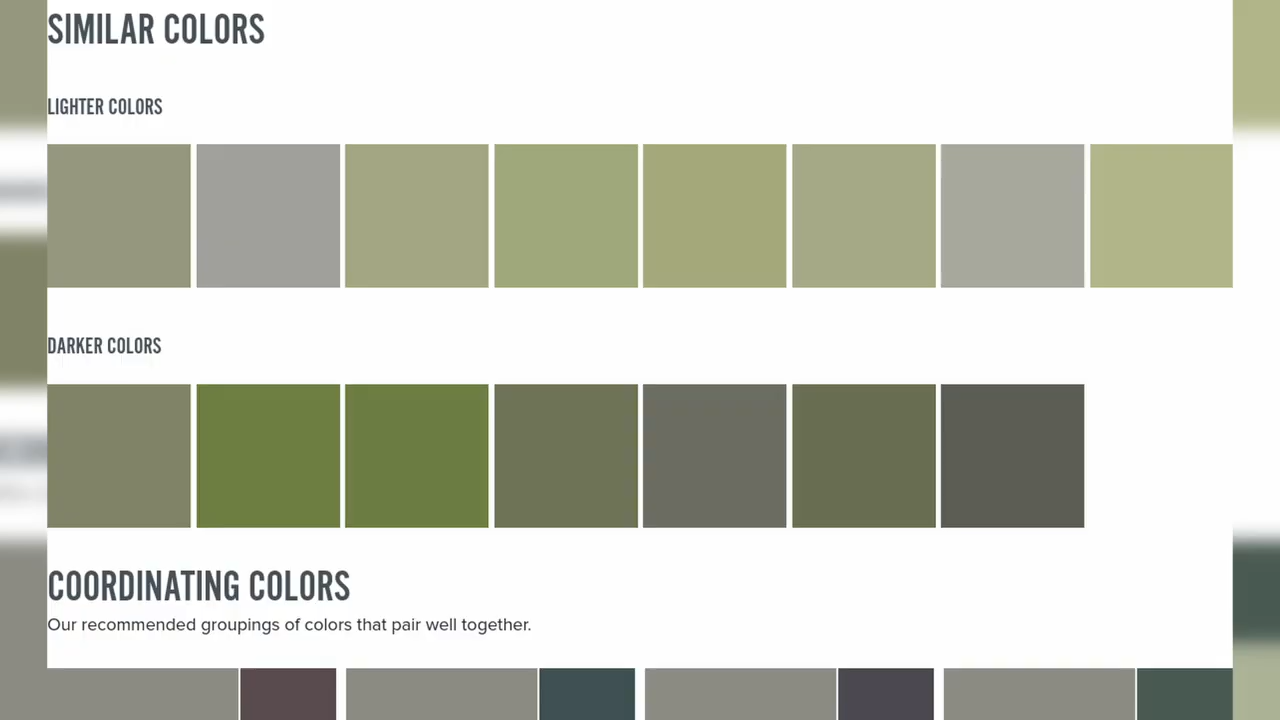 SIMILAR COLORS
LIGHTER COLORS
DARKER COLORS
COORDINATING COLORS
Our recommended groupings of colors that pair well together.